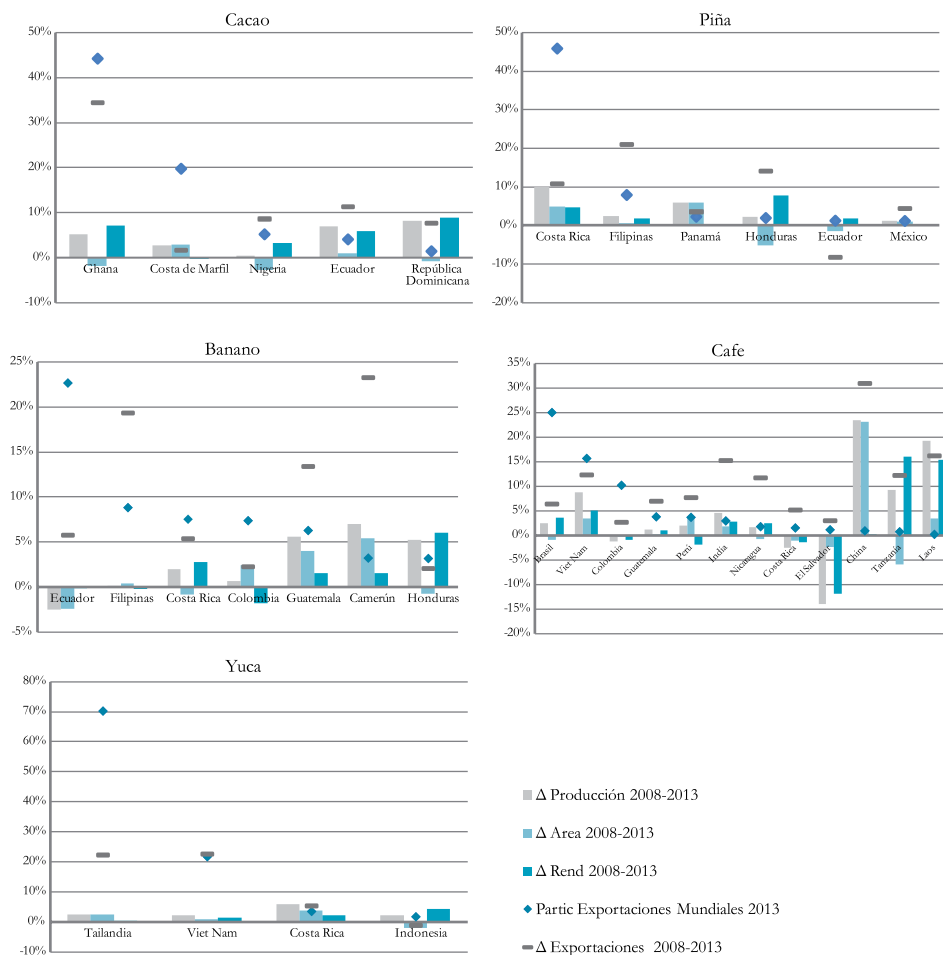 Cacao
50%
40%
30%
20%
10%
0%
-10%
Ghana
Costa de Marfil
Nigeria
Ecuador
República
Dominicana
Piña
50%
40%
30%
20%
10%
0%
-10%
-20%
Costa Rica
Filipinas
Panamá
Honduras
Ecuador
México
Banano
25%
20%
15%
10%
5%
0%
-5%
Ecuador
Filipinas
Costa Rica
Colombia
Guatemala
Camerún
Honduras
Cafe
35%
30%
25%
20%
15%
10%
5%
0%
-5%
-10%
-15%
-20%
Brasil
Viet Nam
Colombia
Guatemala
Perú
India
Nicaragua
Costa Rica
El Salvador
China
Tanzania
Laos
Yuca
80%
70%
60%
50%
40%
30%
20%
10%
0%
-10%
Tailandia
Viet Nam
Costa Rica
Indonesia
Δ Producción 2008-2013
Δ Area 2008-2013
Δ Rend 2008-2013
Partic Exportaciones Mundiales 2013
Δ Exportaciones 2008-2013